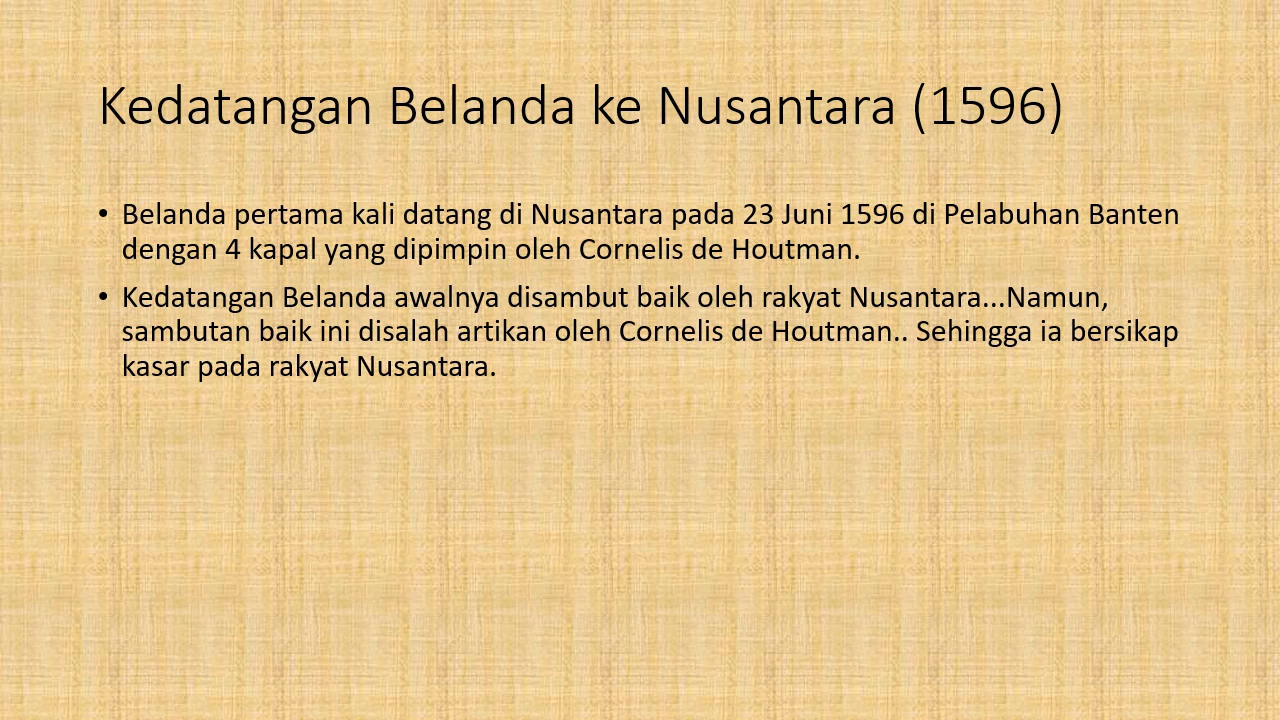 Kedatangan Belanda ke Nusantara (1596)
• Belanda pertama kali datang di Nusantara pada 23 Juni 1596 di Pelabuhan Banten
dengan 4 kapal yang dipimpin oleh Cornelis de Houtman.
• Kedatangan Belanda awalnya disambut baik oleh rakyat Nusantara...Namun,
sambutan baik ini disalah artikan oleh Cornelis de Houtman.. Sehingga ia bersikap
kasar pada rakyat Nusantara.